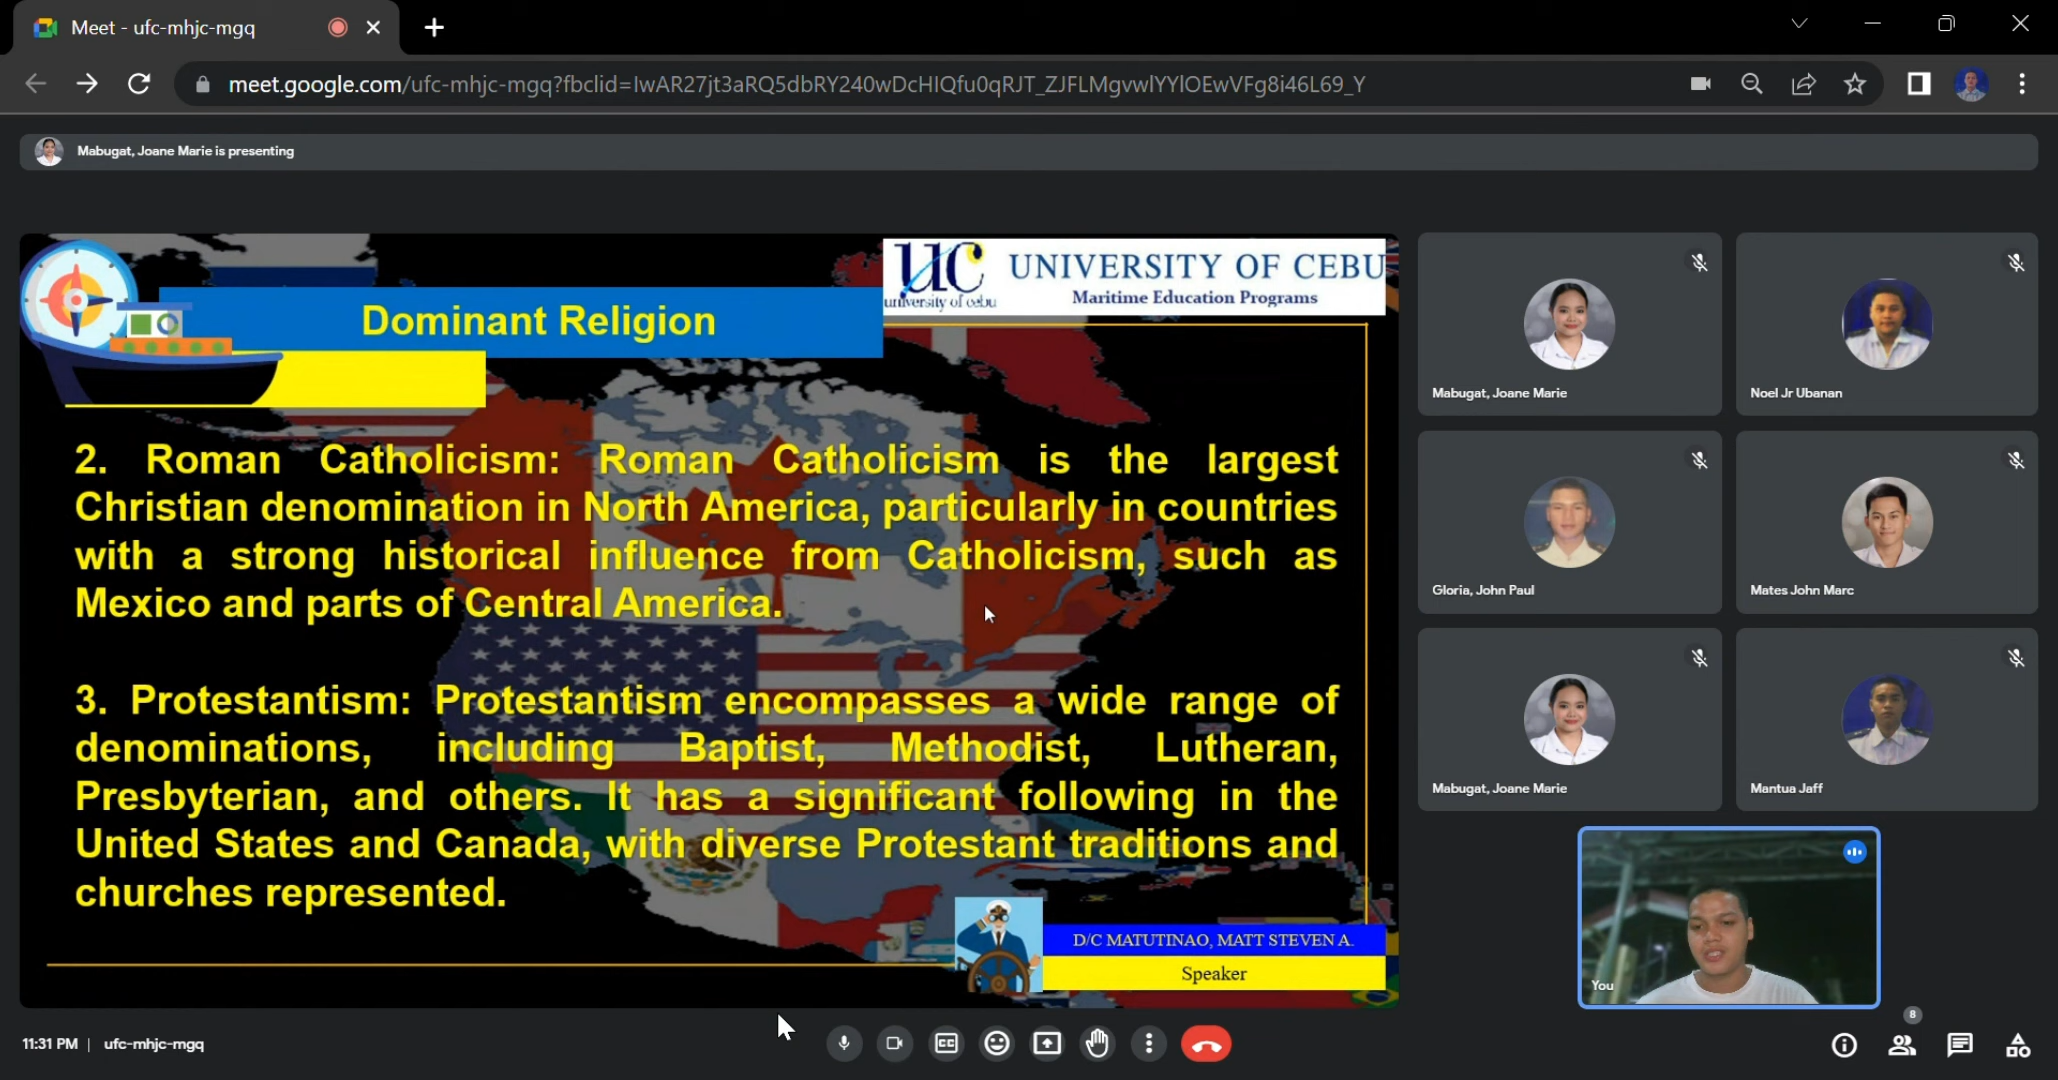 Meet - ufc-mhjc-mgq
meet.google.com/ufc-mhjc-mgq?fbclid=IwAR27jt3aRQ5dbRY240wDcHIQfu0qRJT_ZJFLMgvwlYYlOEwVFg8i46L69_Y
Mabugat, Joane Marie is presenting
UC
university of cebu
UNIVERSITY OF CEBU
Maritime Education Programs
Dominant Religion
2. Roman Catholicism: Roman Catholicism is the largest
Christian denomination in North America, particularly in countries
with a strong historical influence from Catholicism, such as
Mexico and parts of Central America.
3. Protestantism: Protestantism encompasses a wide range of
denominations, including Baptist, Methodist, Lutheran,
Presbyterian, and others. It has a significant following in the
United States and Canada, with diverse Protestant traditions and
churches represented.
D/C MATUTINAO, MATT STEVEN A.
Speaker
Mabugat, Joane Marie
Noel Jr Ubanan
Gloria, John Paul
Mates John Marc
Mabugat, Joane Marie
Mantua Jaff
You
11:31 PM | ufc-mhjc-mgq
CC
8